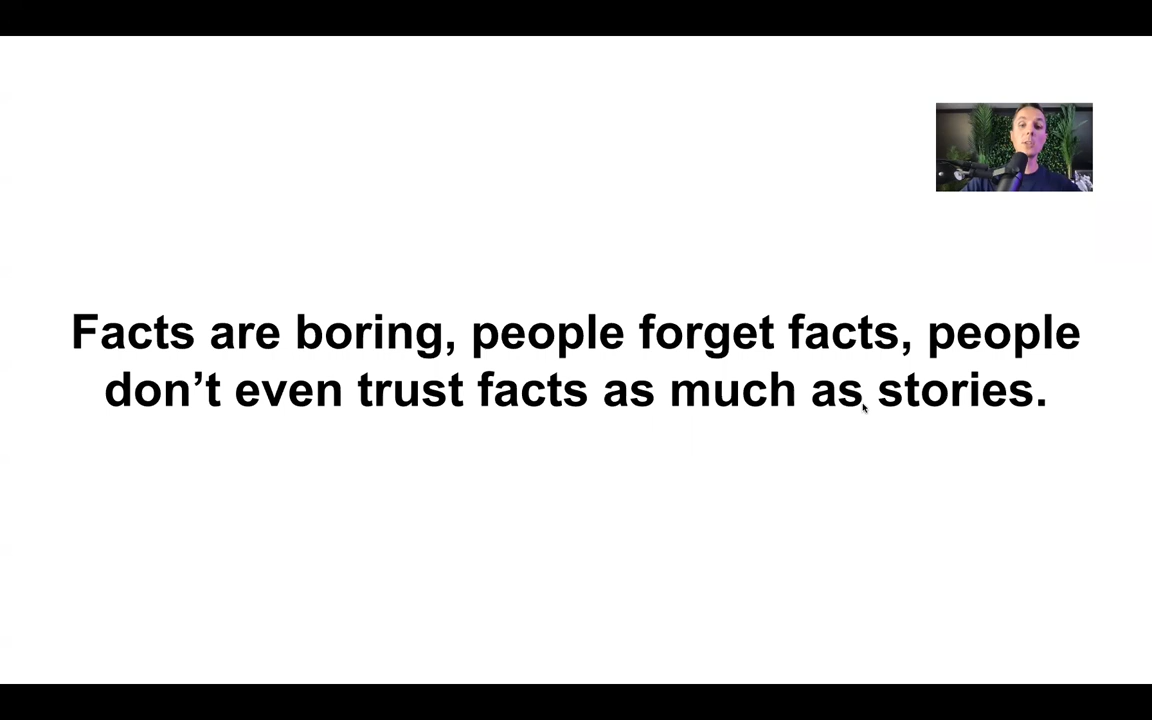 Facts are boring, people forget facts, people
don’t even trust facts as much as stories.